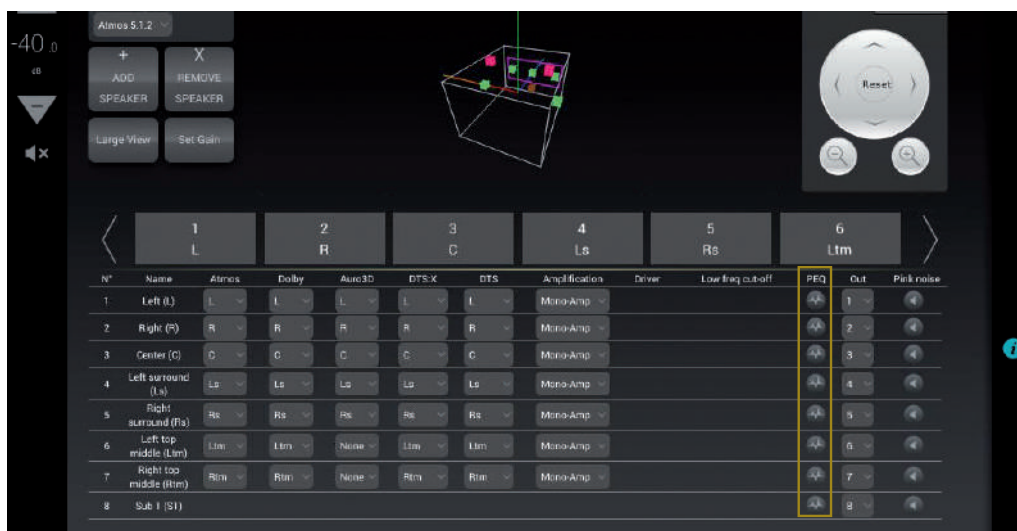 Atmos 5.1.2
-40 .0
dB
+
ADD
SPEAKER
X
REMOVE
SPEAKER
Large View
Set Gain
Reset
1
L
2
R
3
C
4
Ls
5
Rs
6
Ltm
N° Name Atmos Dolby Auro3D DTS:X DTS Amplification Driver Low freq cut-off PEQ Out Pink noise
1 Left (L) L L L L L Mono-Amp 1
2 Right (R) R R R R R Mono-Amp 2
3 Center (C) C C C C C Mono-Amp 3
4 Left surround (Ls) Ls Ls Ls Ls Ls Mono-Amp 4
5 Right surround (Rs) Rs Rs Rs Rs Rs Mono-Amp 5
6 Left top middle (Ltm) Ltm Ltm None Ltm Ltm Mono-Amp 6
7 Right top middle (Rtm) Rtm Rtm None Rtm Rtm Mono-Amp 7
8 Sub 1 (S1) 8
i